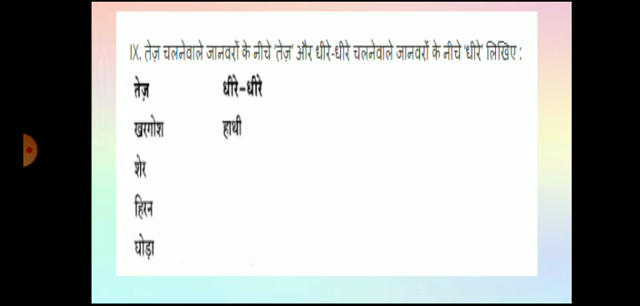 IX. तेज़ चलनेवाले जानवरों के नीचे 'तेज़' और धीरे-धीरे चलनेवाले जानवरों के नीचे 'धीरे' लिखिए :
तेज़ धीरे-धीरे
खरगोश हाथी
शेर
हिरन
घोड़ा